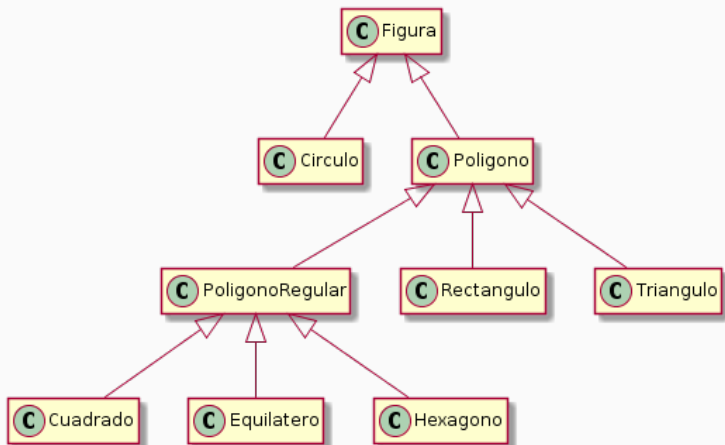 C Figura
C Circulo
C Poligono
C PoligonoRegular
C Rectangulo
C Triangulo
C Cuadrado
C Equilatero
C Hexagono